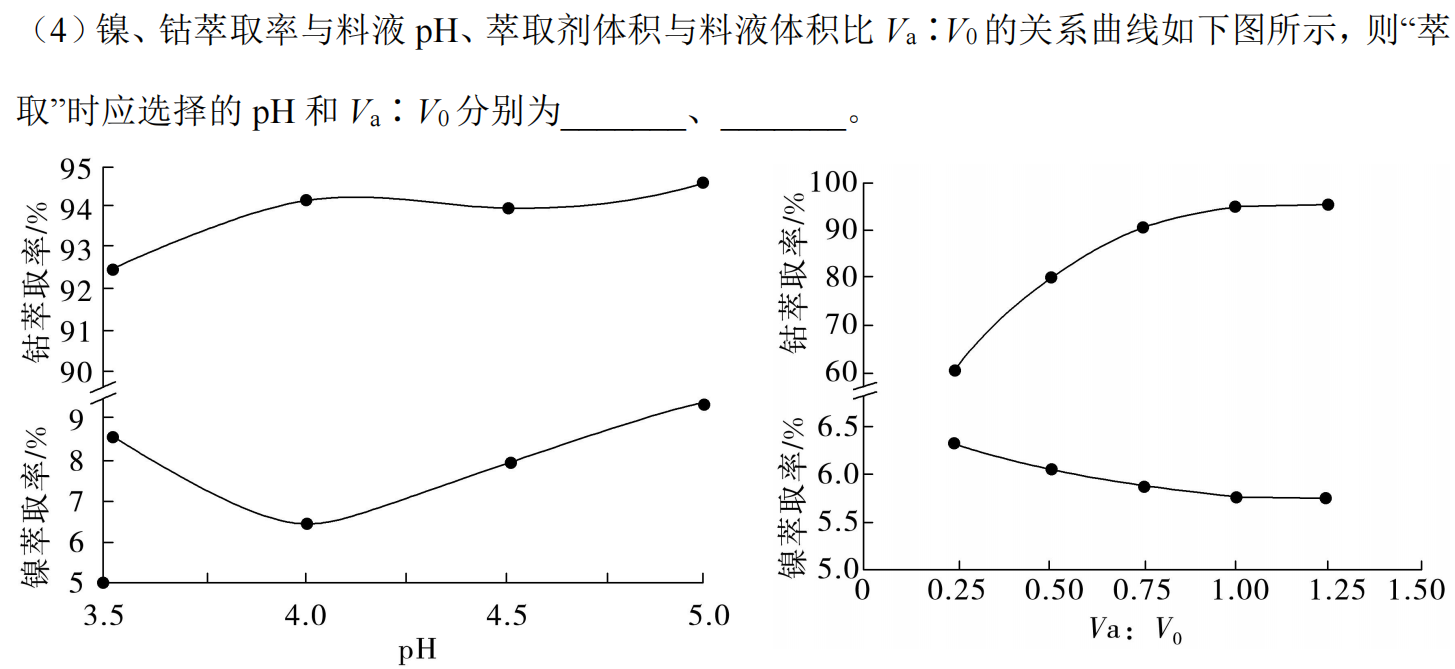 （4）镍、钴萃取率与料液 pH、萃取剂体积与料液体积比 Va∶V0的关系曲线如下图所示，则“萃
取”时应选择的 pH 和 Va∶V0分别为_______、_______。
钴萃取率/%
95
94
93
92
91
90
镍萃取率/%
9
8
7
6
5
3.5 4.0 4.5 5.0
pH
钴萃取率/%
100
90
80
70
60
镍萃取率/%
6.5
6.0
5.5
5.0
0 0.25 0.50 0.75 1.00 1.25 1.50
Va：V0